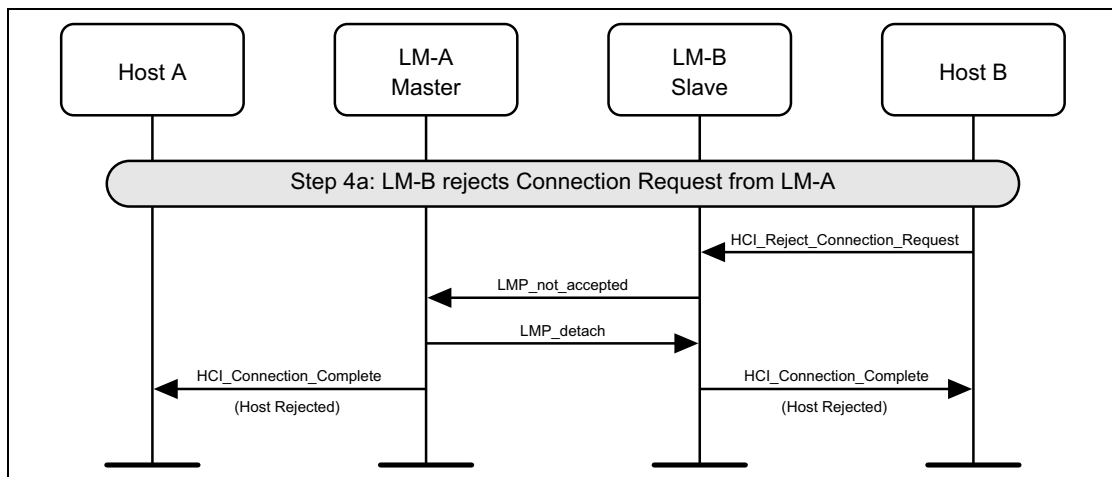 Host A
LM-A
Master
LM-B
Slave
Host B
Step 4a: LM-B rejects Connection Request from LM-A
HCI_Reject_Connection_Request
LMP_not_accepted
LMP_detach
HCI_Connection_Complete
(Host Rejected)
HCI_Connection_Complete
(Host Rejected)